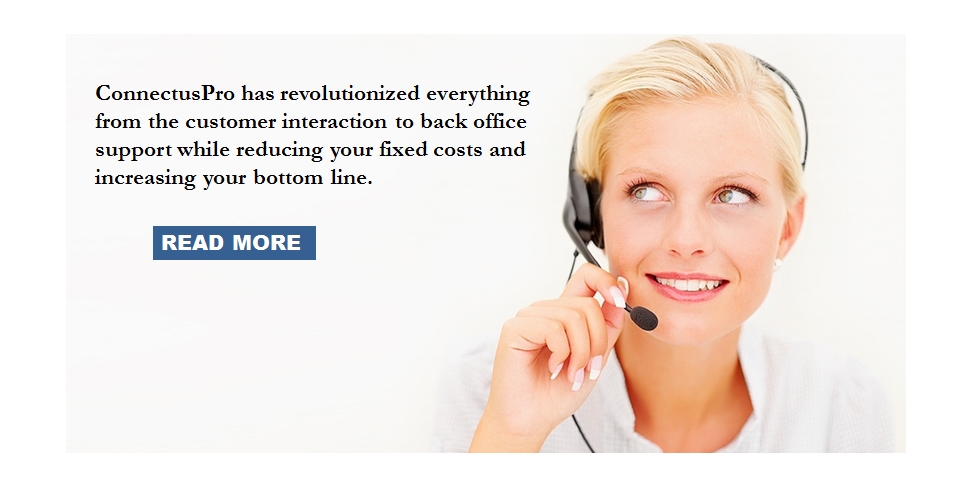 ConnectusPro has revolutionized everything
from the customer interaction to back office
support while reducing your fixed costs and
increasing your bottom line.
READ MORE